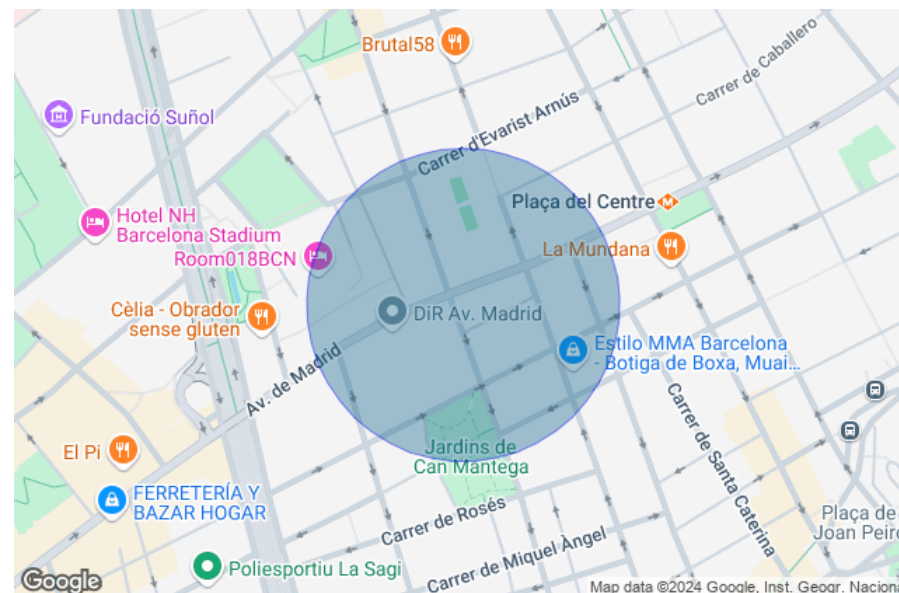 Brutal58
Carrer de Caballero
Fundació Suñol
Carrer d'Evarist Arnús
Plaça del Centre
M
Hotel NH
Barcelona Stadium
Room018BCN
La Mundana
Cèlia - Obrador
sense gluten
DiR Av. Madrid
Estilo MMA Barcelona
- Botiga de Boxa, Muai...
Av. de Madrid
El Pi
Jardins de
Can Mantega
Carrer de Santa Caterina
FERRETERÍA Y
BAZAR HOGAR
Carrer de Rosés
Plaça de
Joan Peiró
Carrer de Miquel Àngel
Poliesportiu La Sagi
Google
Map data ©2024 Google, Inst. Geogr. Naciona